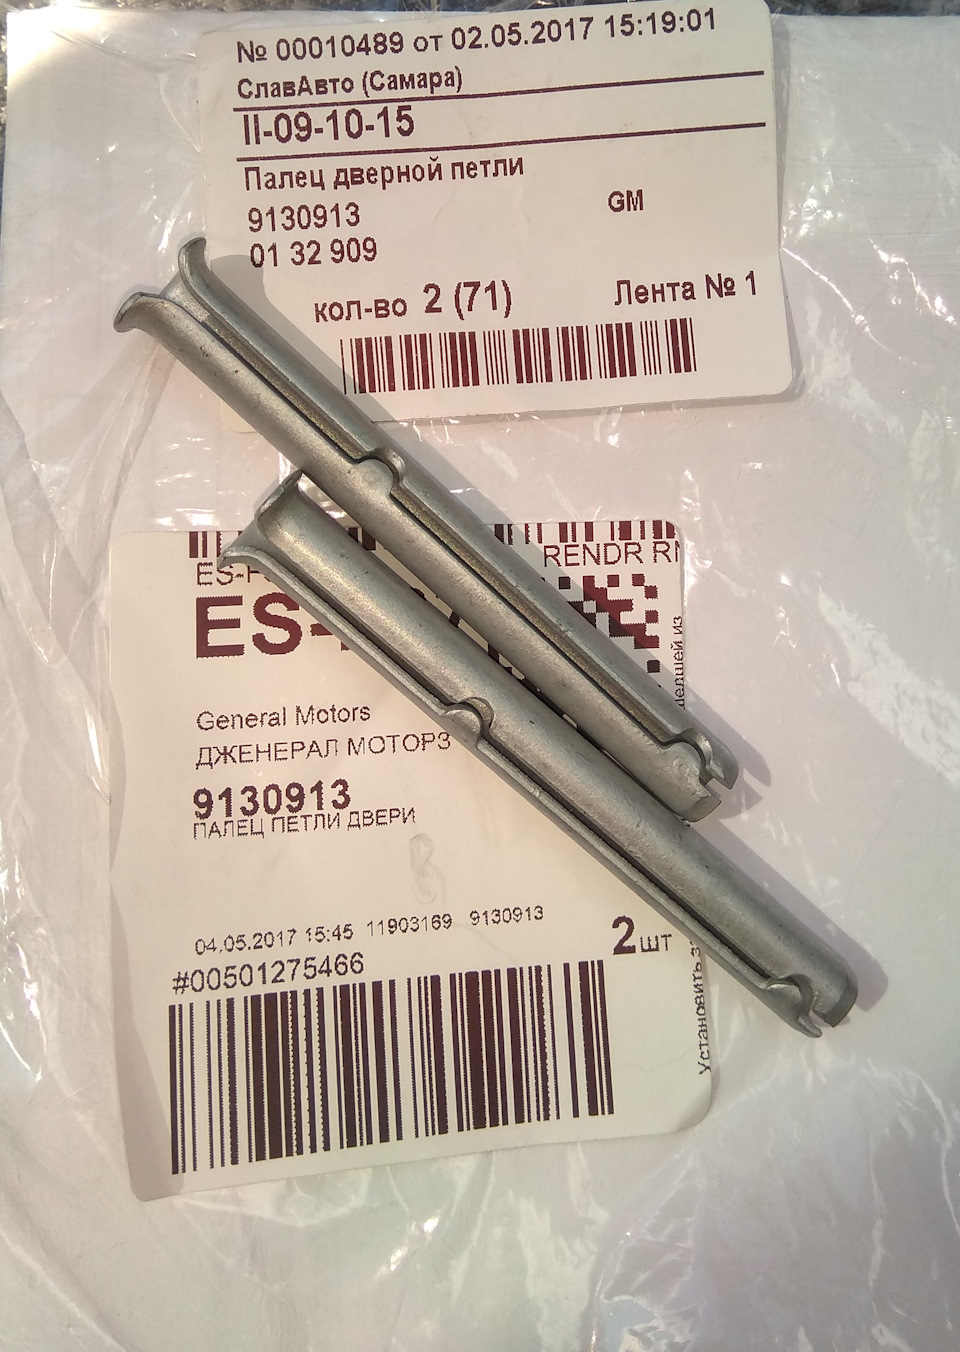 № 00010489 от 02.05.2017 15:19:01
СлавАвто (Самара)
II-09-10-15
Палец дверной петли
9130913
GM
01 32 909
кол-во 2 (71)
Лента № 1
RENDR
ES-
ES-
General Motors
ДЖЕНЕРАЛ МОТОРЗ
9130913
ПАЛЕЦ ПЕТЛИ ДВЕРИ
04.05.2017 15:45 11903169 9130913
2шт
#00501275466
Установить